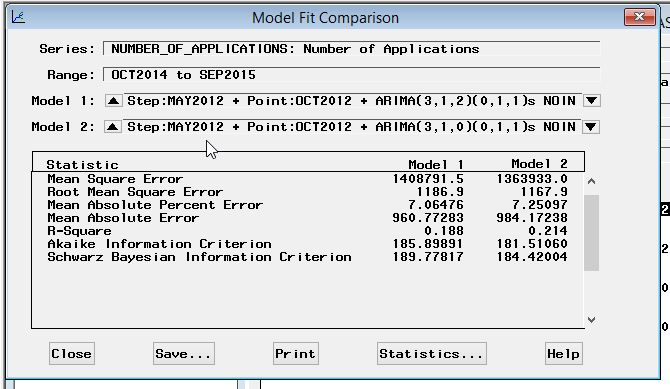 Model Fit Comparison
Series: NUMBER_OF_APPLICATIONS: Number of Applications
Range: OCT2014 to SEP2015
Model 1: Step:MAY2012 + Point:OCT2012 + ARIMA(3,1,2)(0,1,1)s NOIN
Model 2: Step:MAY2012 + Point:OCT2012 + ARIMA(3,1,0)(0,1,1)s NOIN
Statistic Model 1 Model 2
Mean Square Error 1408791.5 1363933.0
Root Mean Square Error 1186.9 1167.9
Mean Absolute Percent Error 7.06476 7.25097
Mean Absolute Error 960.77283 984.17238
R-Square 0.188 0.214
Akaike Information Criterion 185.89891 181.51060
Schwarz Bayesian Information Criterion 189.77817 184.42004
Close Save... Print Statistics... Help
AS
a
2
2
0
0